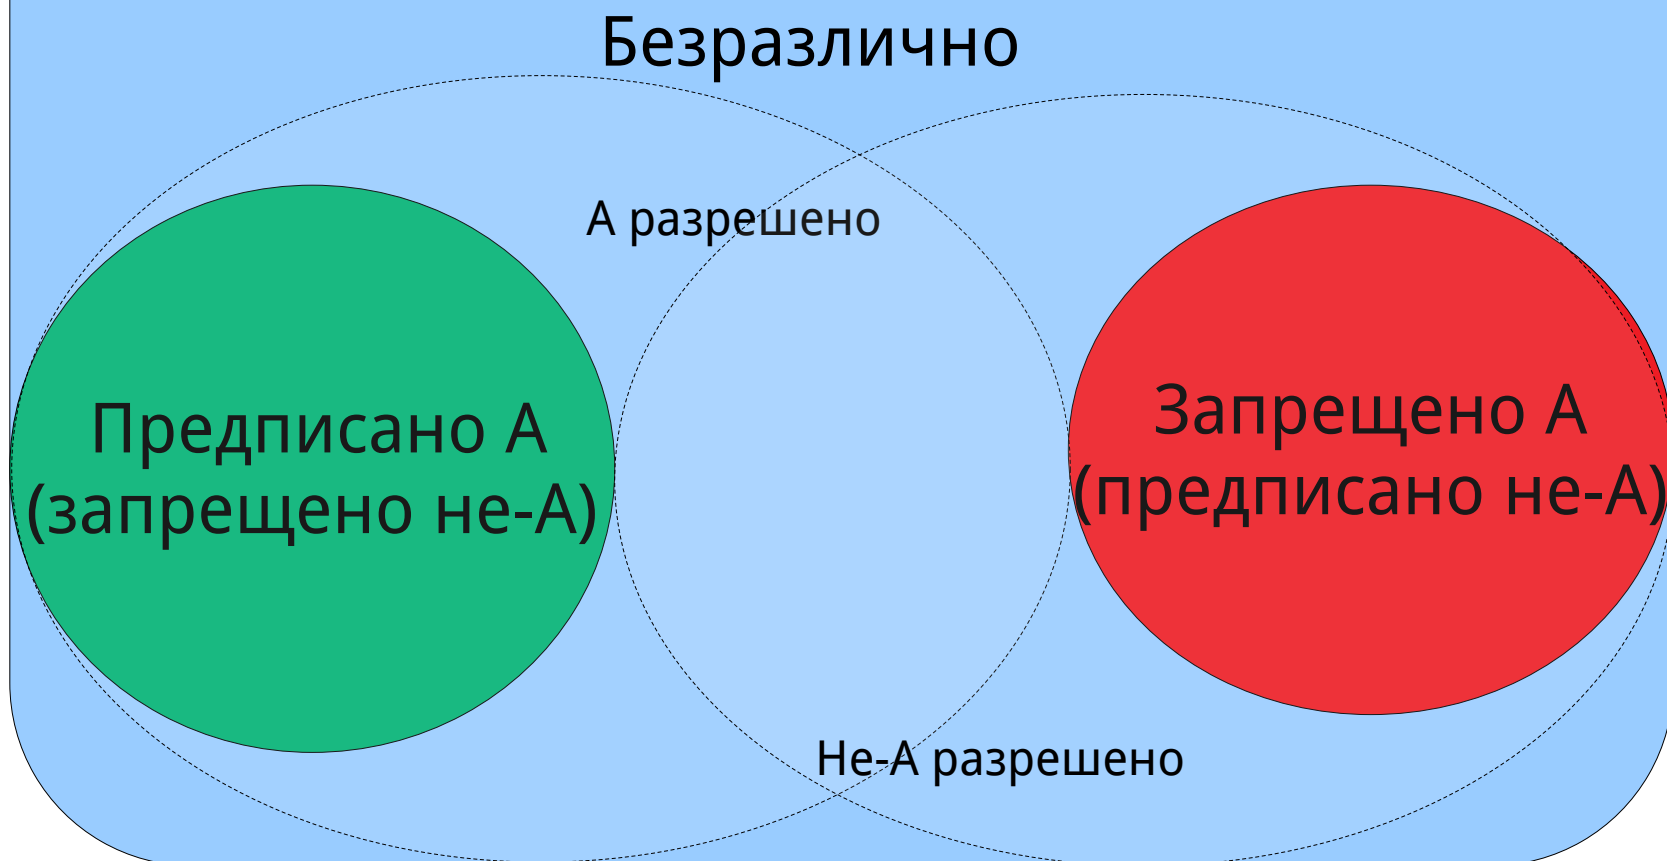 Безразлично
А разрешено
Предписано А
(запрещено не-А)
Запрещено А
(предписано не-А)
Не-А разрешено